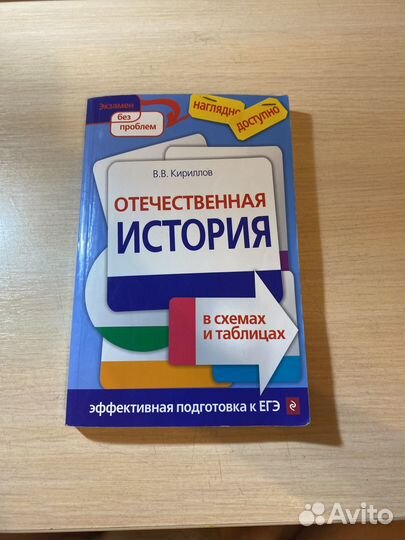 Экзамен
без
проблем
наглядно
доступно
В.В. Кириллов
ОТЕЧЕСТВЕННАЯ
ИСТОРИЯ
в схемах
и таблицах
эффективная подготовка к ЕГЭ
Avito